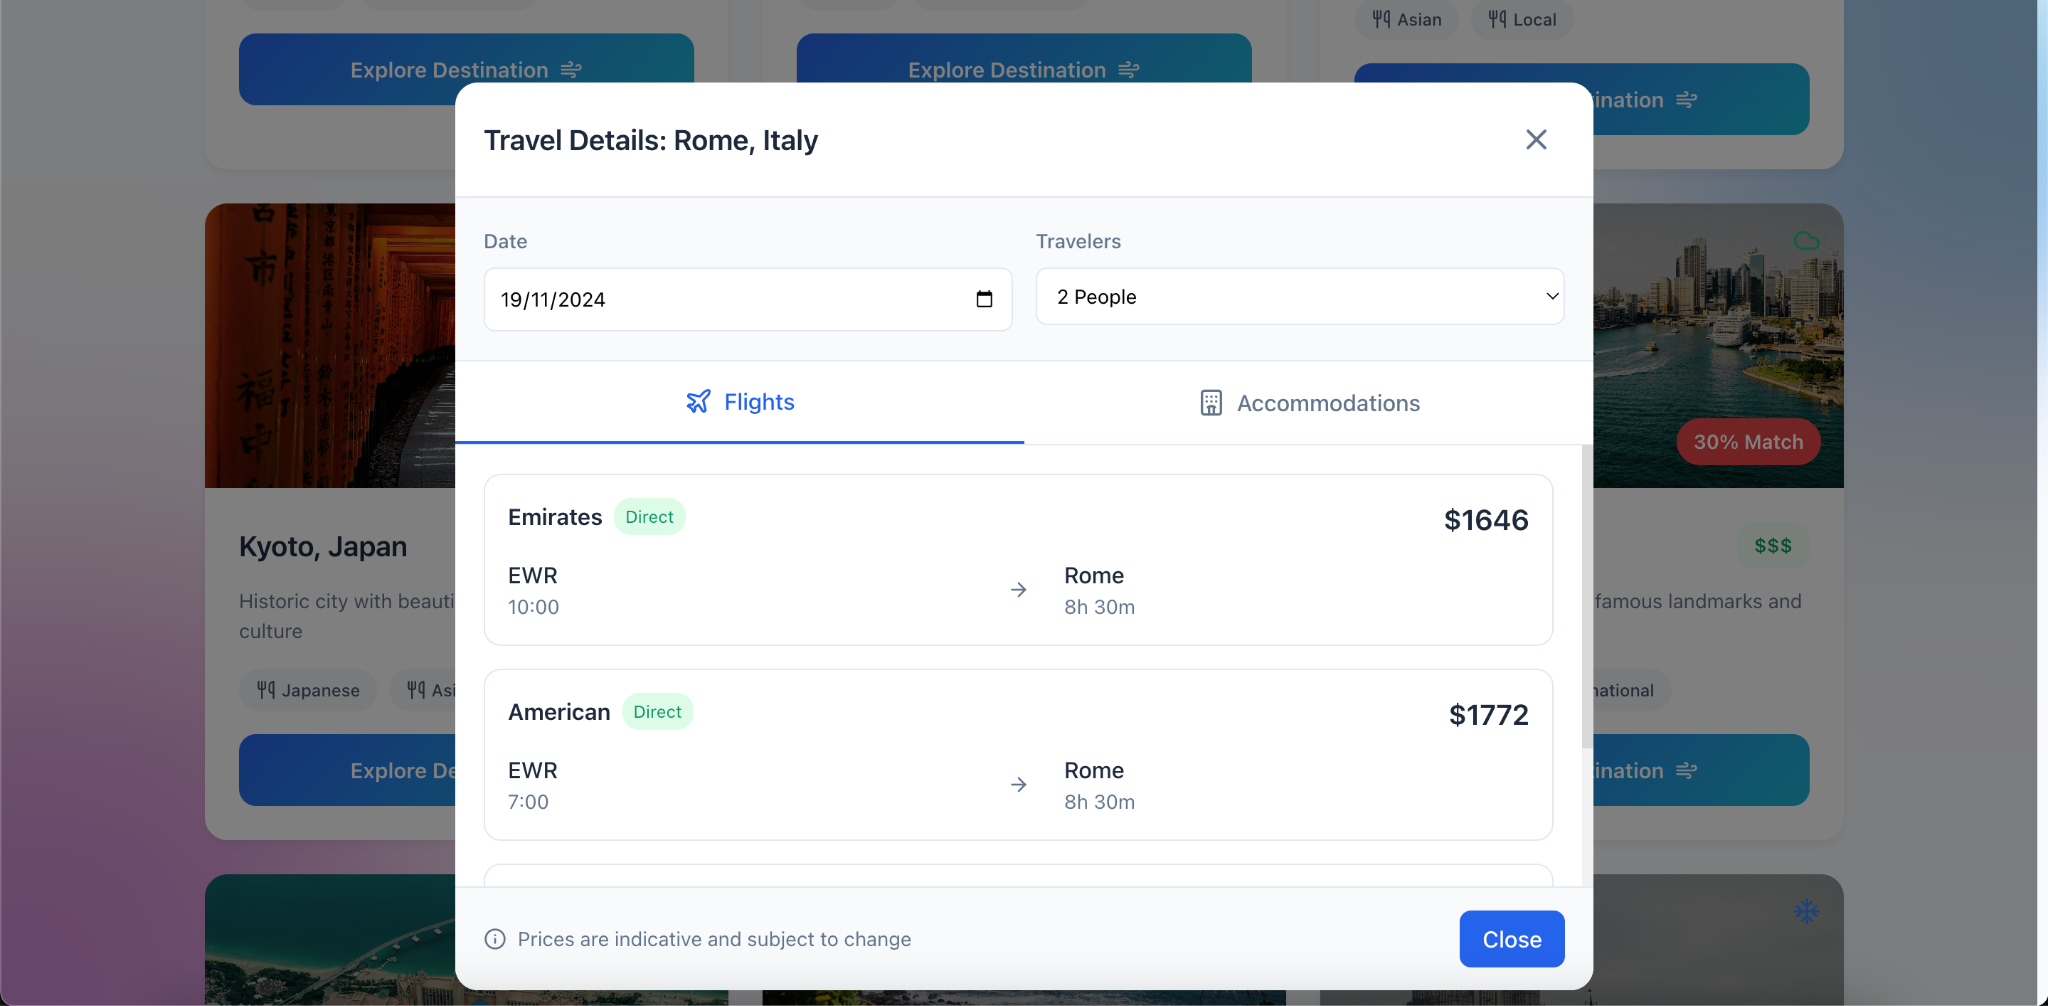 Asian
Local
Explore Destination
Explore Destination
ination
Travel Details: Rome, Italy
Date
Travelers
19/11/2024
2 People
Flights
Accommodations
30% Match
Emirates
Direct
$1646
EWR
Rome
10:00
8h 30m
American
Direct
$1772
EWR
Rome
7:00
8h 30m
Kyoto, Japan
$$$
Historic city with beauti
culture
famous landmarks and
Japanese
Asi
national
Explore De
ination
Prices are indicative and subject to change
Close